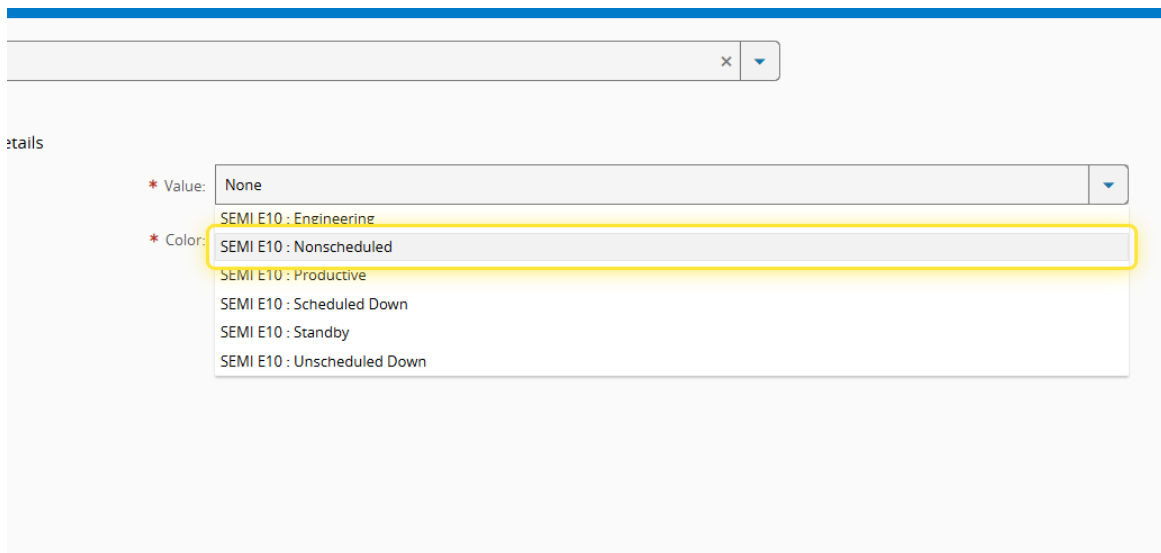 etails
* Value: None
SEMI E10 : Engineering
* Color:
SEMI E10 : Nonscheduled
SEMI E10 : Productive
SEMI E10 : Scheduled Down
SEMI E10 : Standby
SEMI E10 : Unscheduled Down